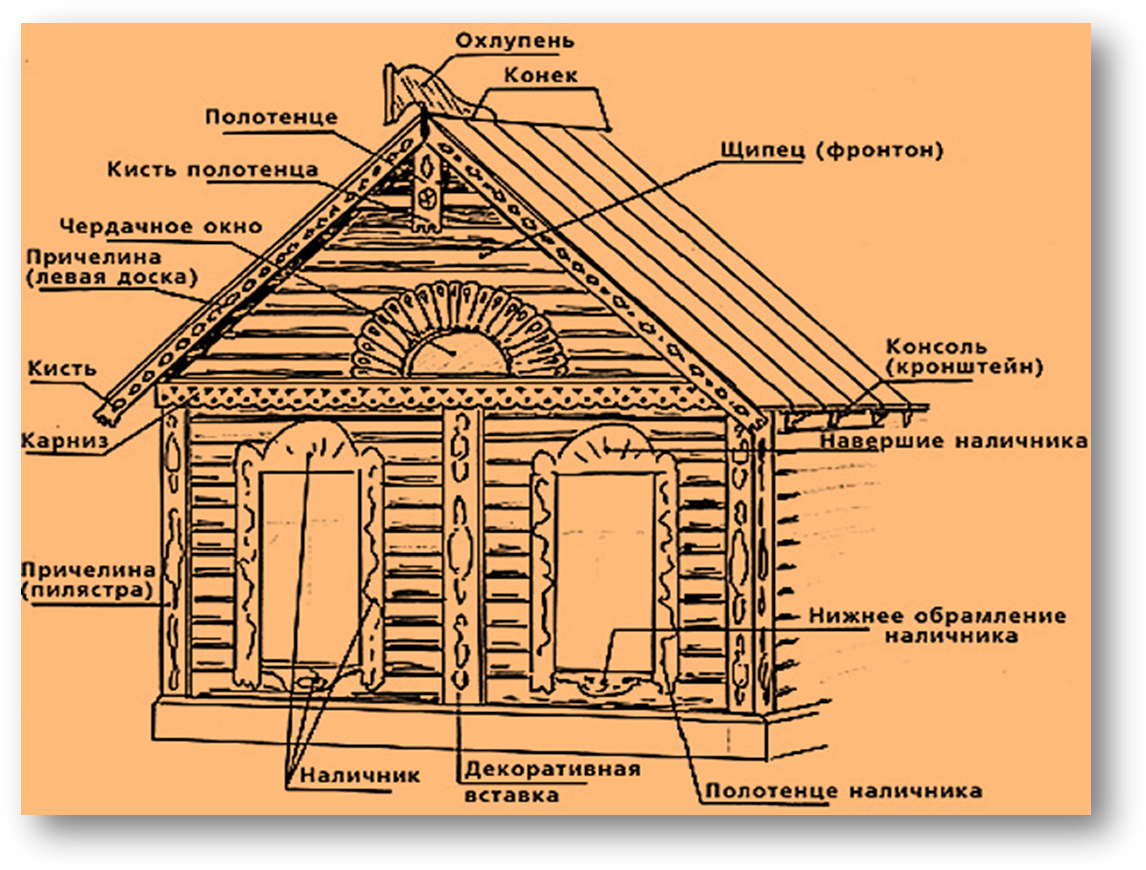 Охлупень
Конек
Полотенце
Щипец (фронтон)
Кисть полотенца
Чердачное окно
Причелина
(левая доска)
Консоль
(кронштейн)
Кисть
Карниз
Навершие наличника
Причелина
(пилястра)
Нижнее обрамление
наличника
Наличник
Декоративная
вставка
Полотенце наличника